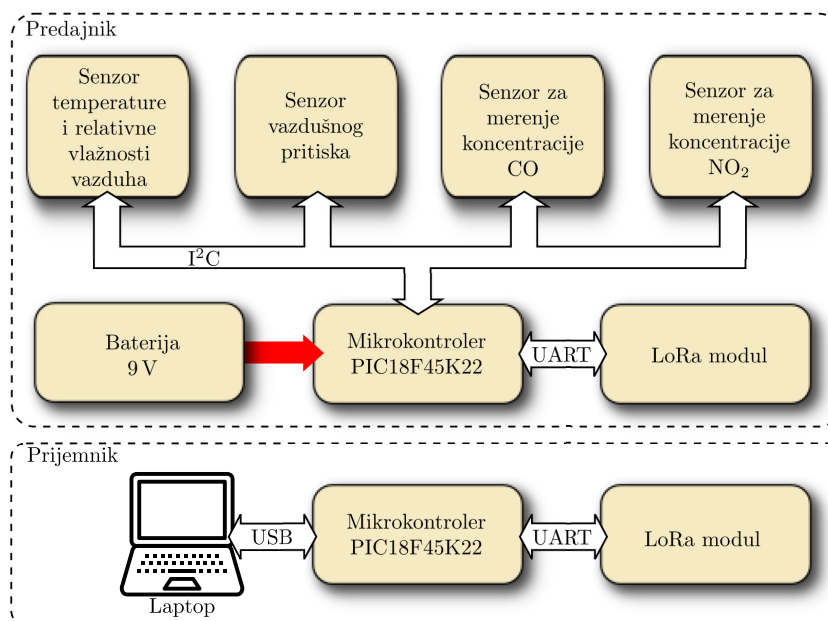 Predajnik
Senzor
temperature
i relativne
vlažnosti
vazduha
Senzor
vazdušnog
pritiska
Senzor za
merenje
koncentracije
CO
Senzor za
merenje
koncentracije
NO₂
I²C
Baterija
9 V
Mikrokontroler
PIC18F45K22
UART
LoRa modul
Prijemnik
Laptop
USB
Mikrokontroler
PIC18F45K22
UART
LoRa modul